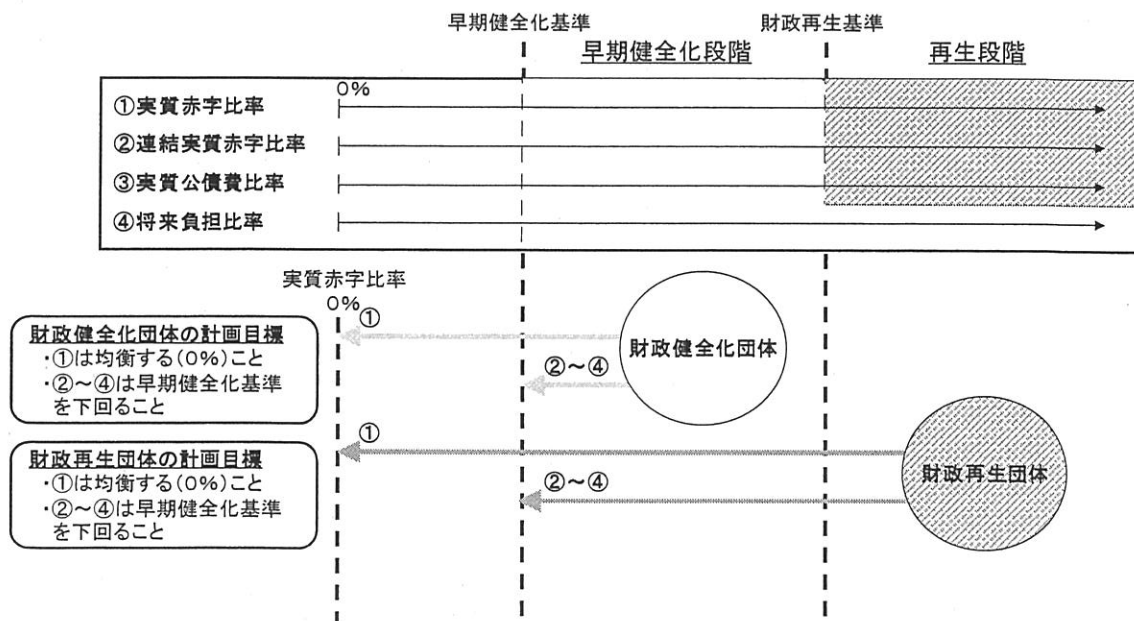 早期健全化基準
財政再生基準
早期健全化段階
再生段階
0%
①実質赤字比率
②連結実質赤字比率
③実質公債費比率
④将来負担比率
実質赤字比率
0%
財政健全化団体の計画目標
・①は均衡する(0%)こと
・②～④は早期健全化基準
を下回ること
①
②～④
財政健全化団体
財政再生団体の計画目標
・①は均衡する(0%)こと
・②～④は早期健全化基準
を下回ること
①
②～④
財政再生団体